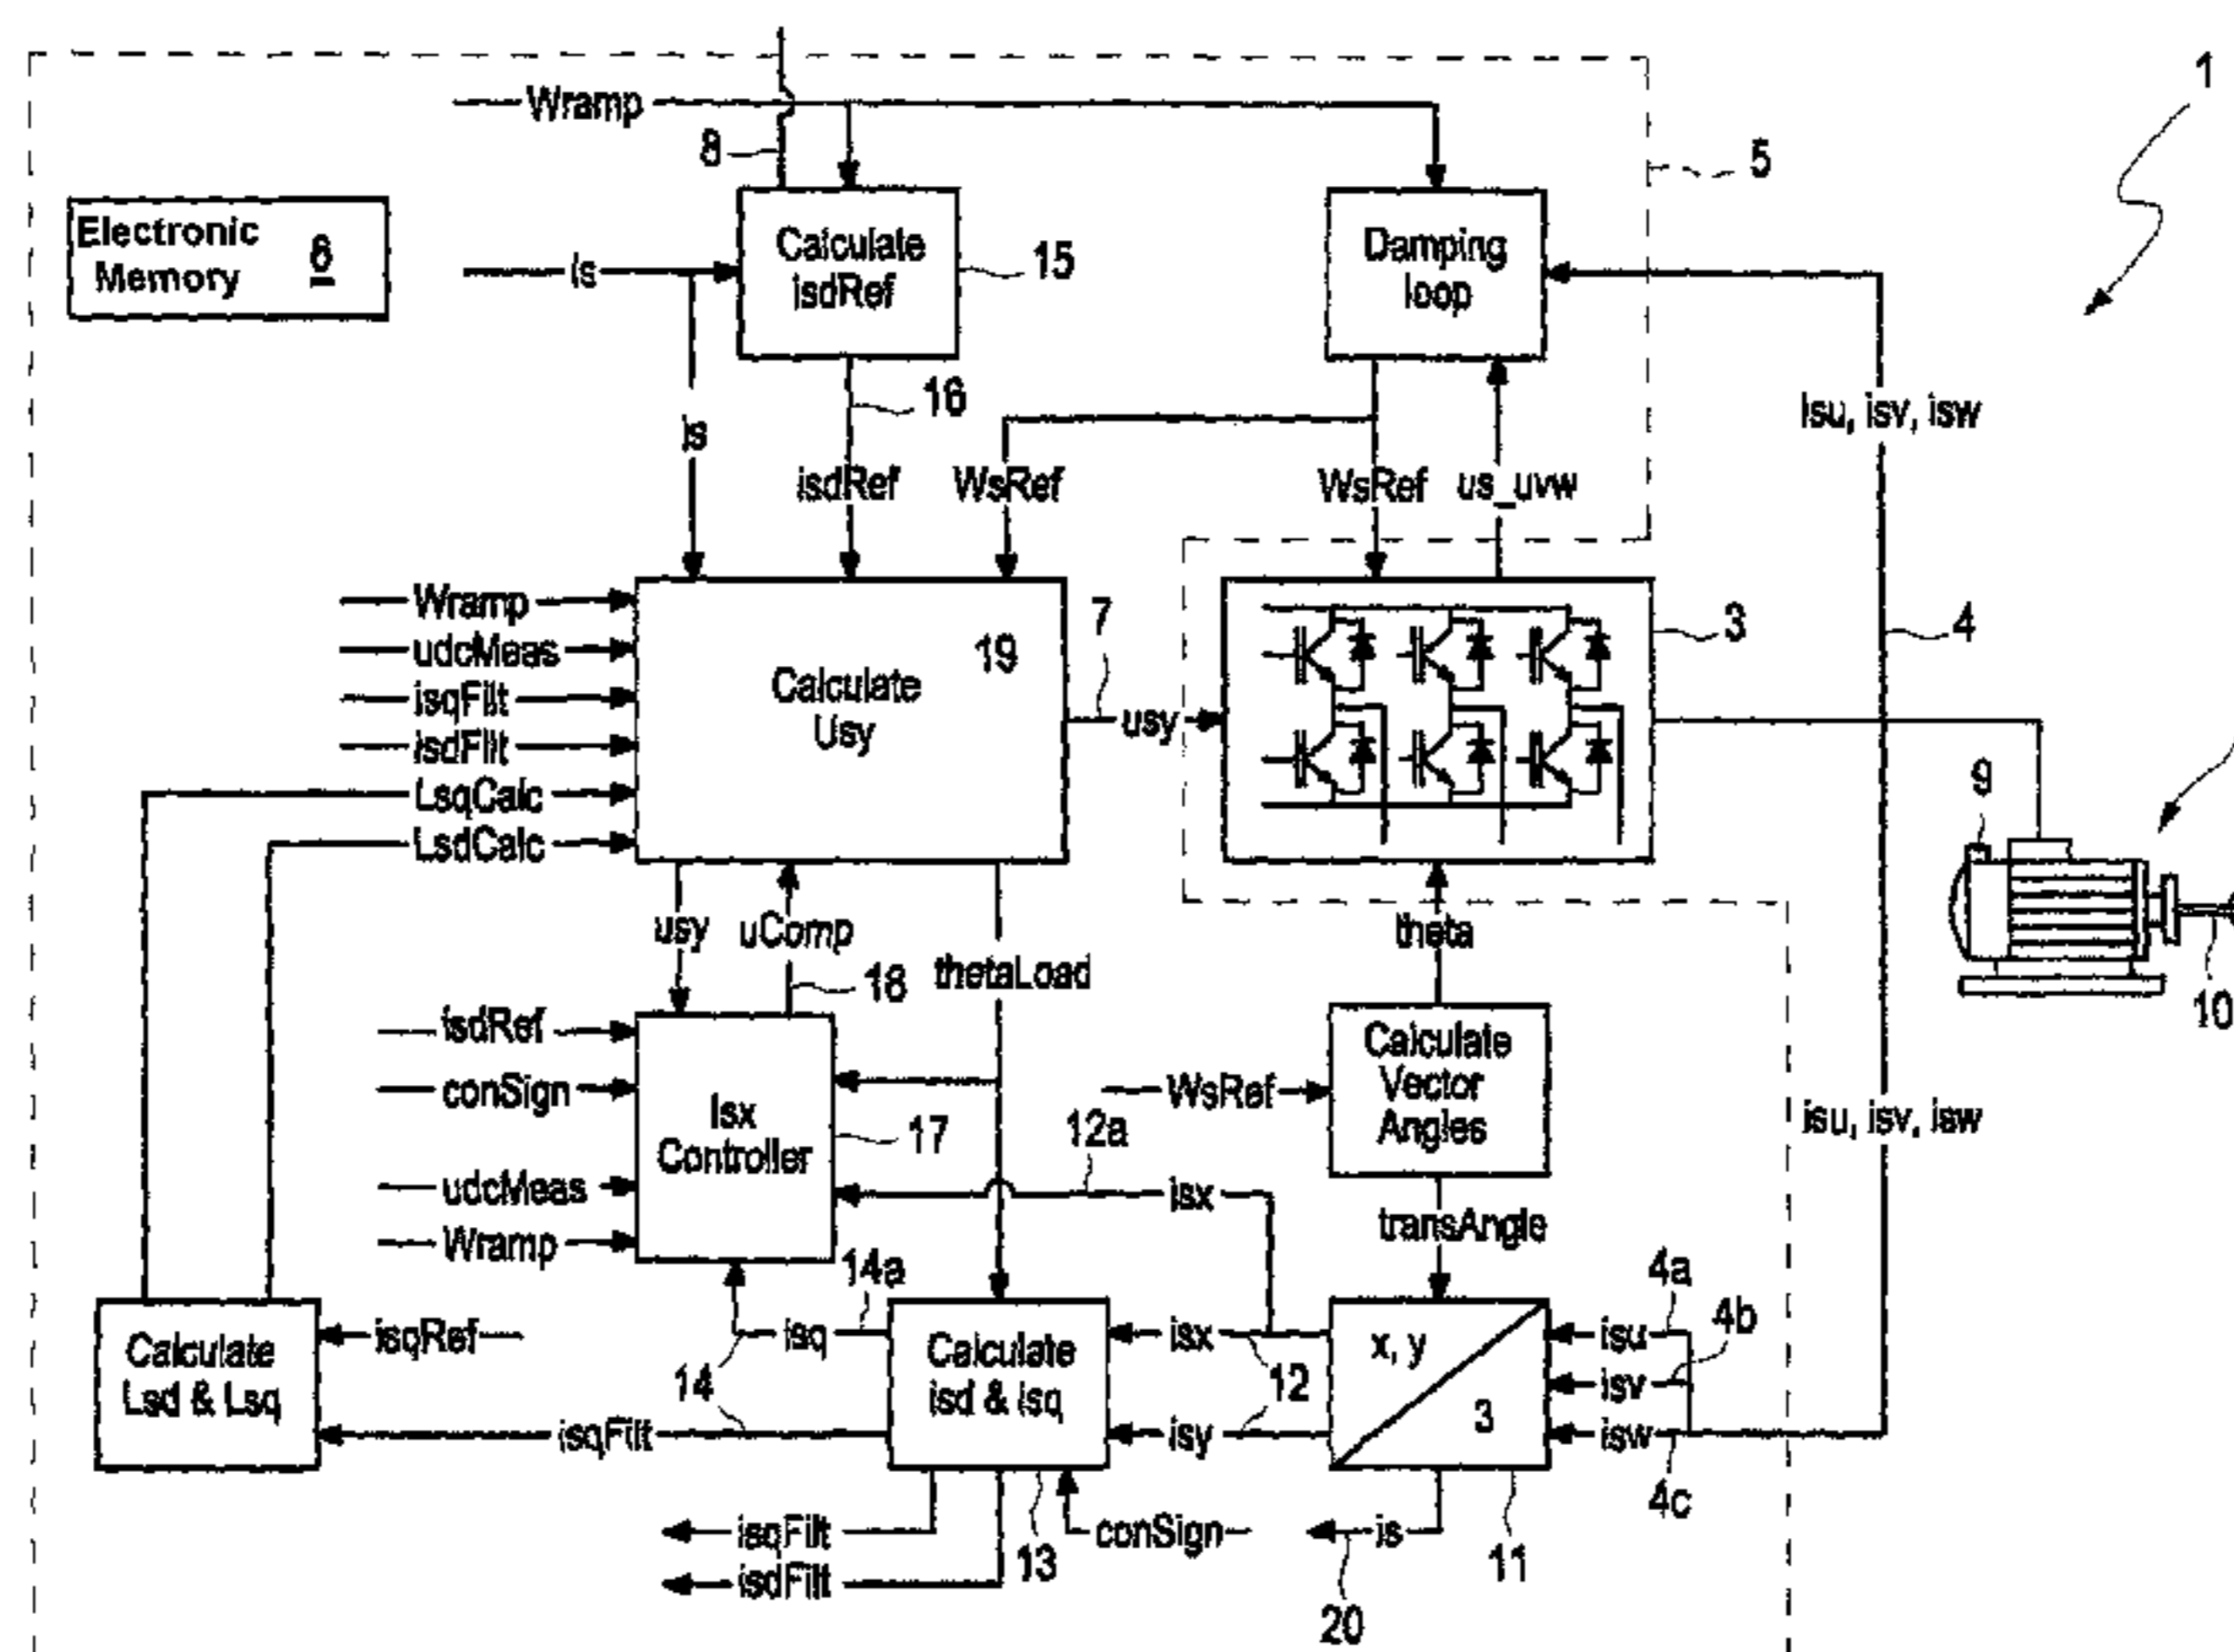 1
Wramp
8
5
Electronic
Memory
6
is
Calculate
isdRef
15
Damping
loop
16
isu, isv, isw
is
isdRef
WsRef
WsRef
us_uvw
Wramp
udcMeas
isqFilt
isdFilt
LsqCalc
LsdCalc
19
Calculate
Usy
7
usy
3
4
9
10
usy
uComp
18
thetaLoad
theta
isdRef
conSign
udcMeas
Wramp
Isx
Controller
17
12a
isx
WsRef
Calculate
Vector
Angles
isu, isv, isw
transAngle
14a
4a
4b
4c
Calculate
Lsd & Lsq
isqRef
isqFilt
14
isq
Calculate
isd & isq
isx
12
isy
x, y
3
isu
isv
isw
isqFilt
isdFilt
13
conSign
is
20
11